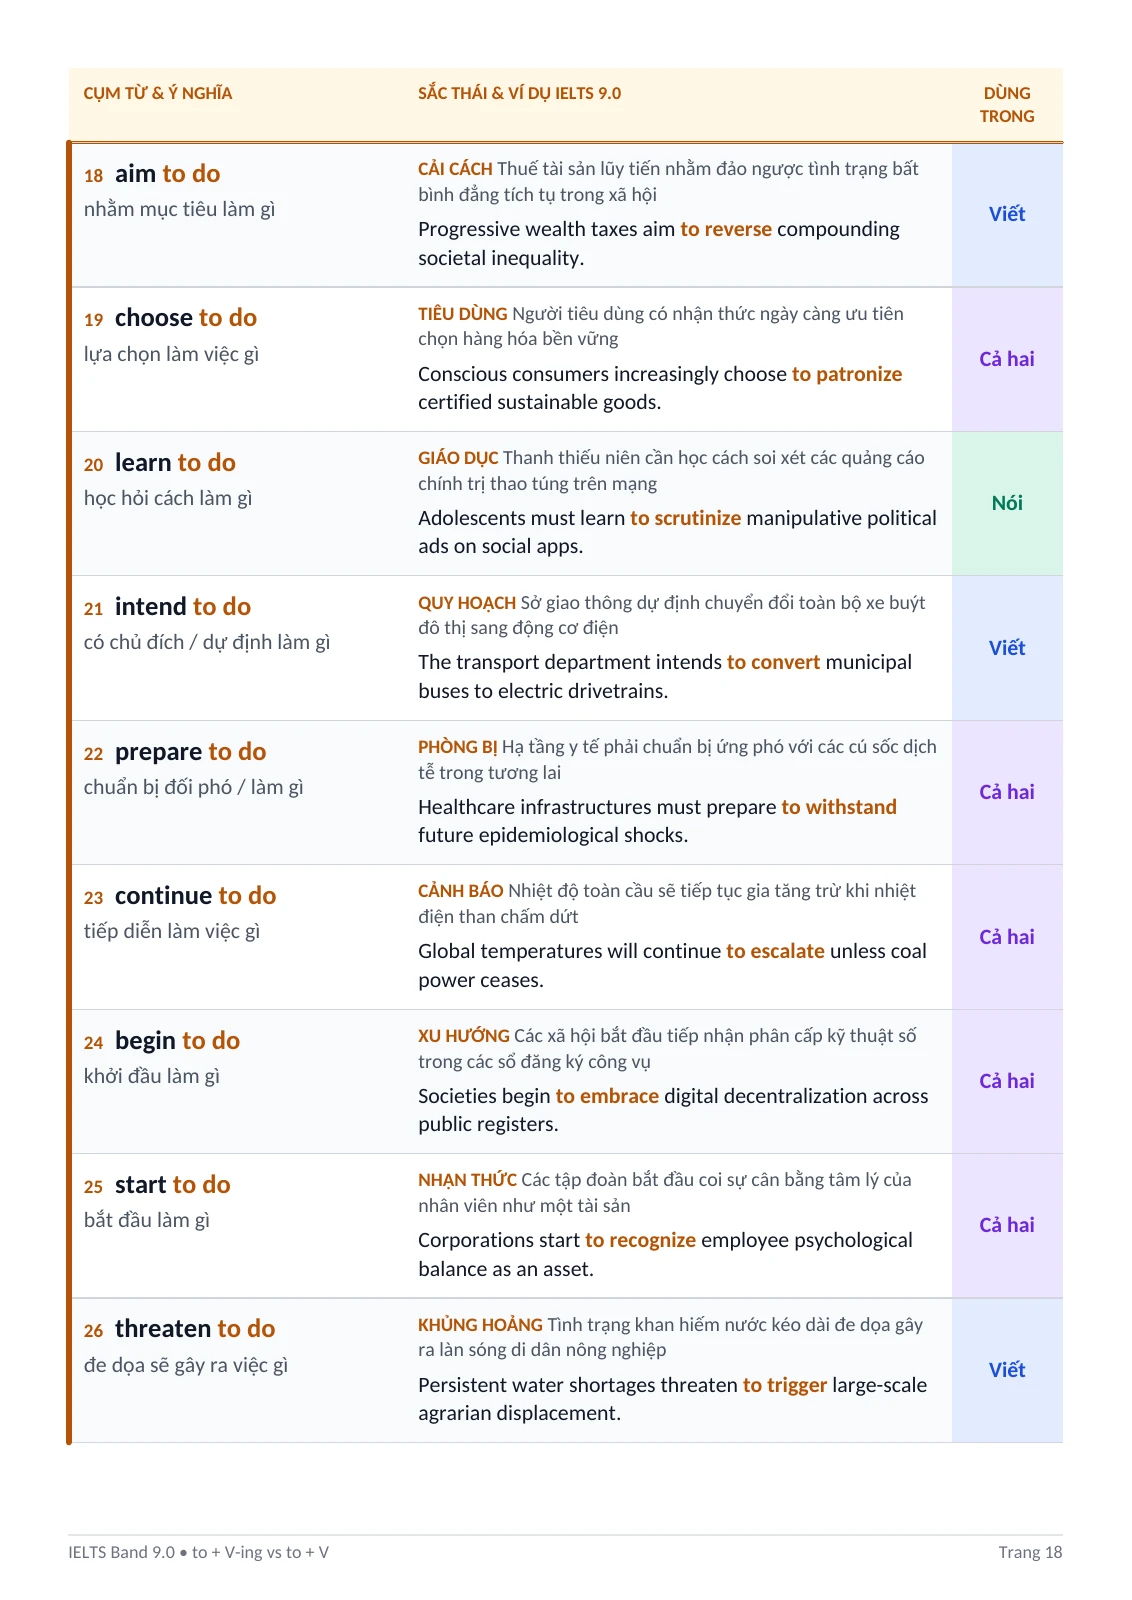 CỤM TỪ & Ý NGHĨA
SẮC THÁI & VÍ DỤ IELTS 9.0
DÙNG
TRONG
18 aim to do
nhằm mục tiêu làm gì
CẢI CÁCH Thuế tài sản lũy tiến nhằm đảo ngược tình trạng bất
bình đẳng tích tụ trong xã hội
Progressive wealth taxes aim to reverse compounding
societal inequality.
Viết
19 choose to do
lựa chọn làm việc gì
TIÊU DÙNG Người tiêu dùng có nhận thức ngày càng ưu tiên
chọn hàng hóa bền vững
Conscious consumers increasingly choose to patronize
certified sustainable goods.
Cả hai
20 learn to do
học hỏi cách làm gì
GIÁO DỤC Thanh thiếu niên cần học cách soi xét các quảng cáo
chính trị thao túng trên mạng
Adolescents must learn to scrutinize manipulative political
ads on social apps.
Nói
21 intend to do
có chủ đích / dự định làm gì
QUY HOẠCH Sở giao thông dự định chuyển đổi toàn bộ xe buýt
đô thị sang động cơ điện
The transport department intends to convert municipal
buses to electric drivetrains.
Viết
22 prepare to do
chuẩn bị đối phó / làm gì
PHÒNG BỊ Hạ tầng y tế phải chuẩn bị ứng phó với các cú sốc dịch
tễ trong tương lai
Healthcare infrastructures must prepare to withstand
future epidemiological shocks.
Cả hai
23 continue to do
tiếp diễn làm việc gì
CẢNH BÁO Nhiệt độ toàn cầu sẽ tiếp tục gia tăng trừ khi nhiệt
điện than chấm dứt
Global temperatures will continue to escalate unless coal
power ceases.
Cả hai
24 begin to do
khởi đầu làm gì
XU HƯỚNG Các xã hội bắt đầu tiếp nhận phân cấp kỹ thuật số
trong các sổ đăng ký công vụ
Societies begin to embrace digital decentralization across
public registers.
Cả hai
25 start to do
bắt đầu làm gì
NHẬN THỨC Các tập đoàn bắt đầu coi sự cân bằng tâm lý của
nhân viên như một tài sản
Corporations start to recognize employee psychological
balance as an asset.
Cả hai
26 threaten to do
đe dọa sẽ gây ra việc gì
KHỦNG HOẢNG Tình trạng khan hiếm nước kéo dài đe dọa gây
ra làn sóng di dân nông nghiệp
Persistent water shortages threaten to trigger large-scale
agrarian displacement.
Viết
IELTS Band 9.0 • to + V-ing vs to + V
Trang 18